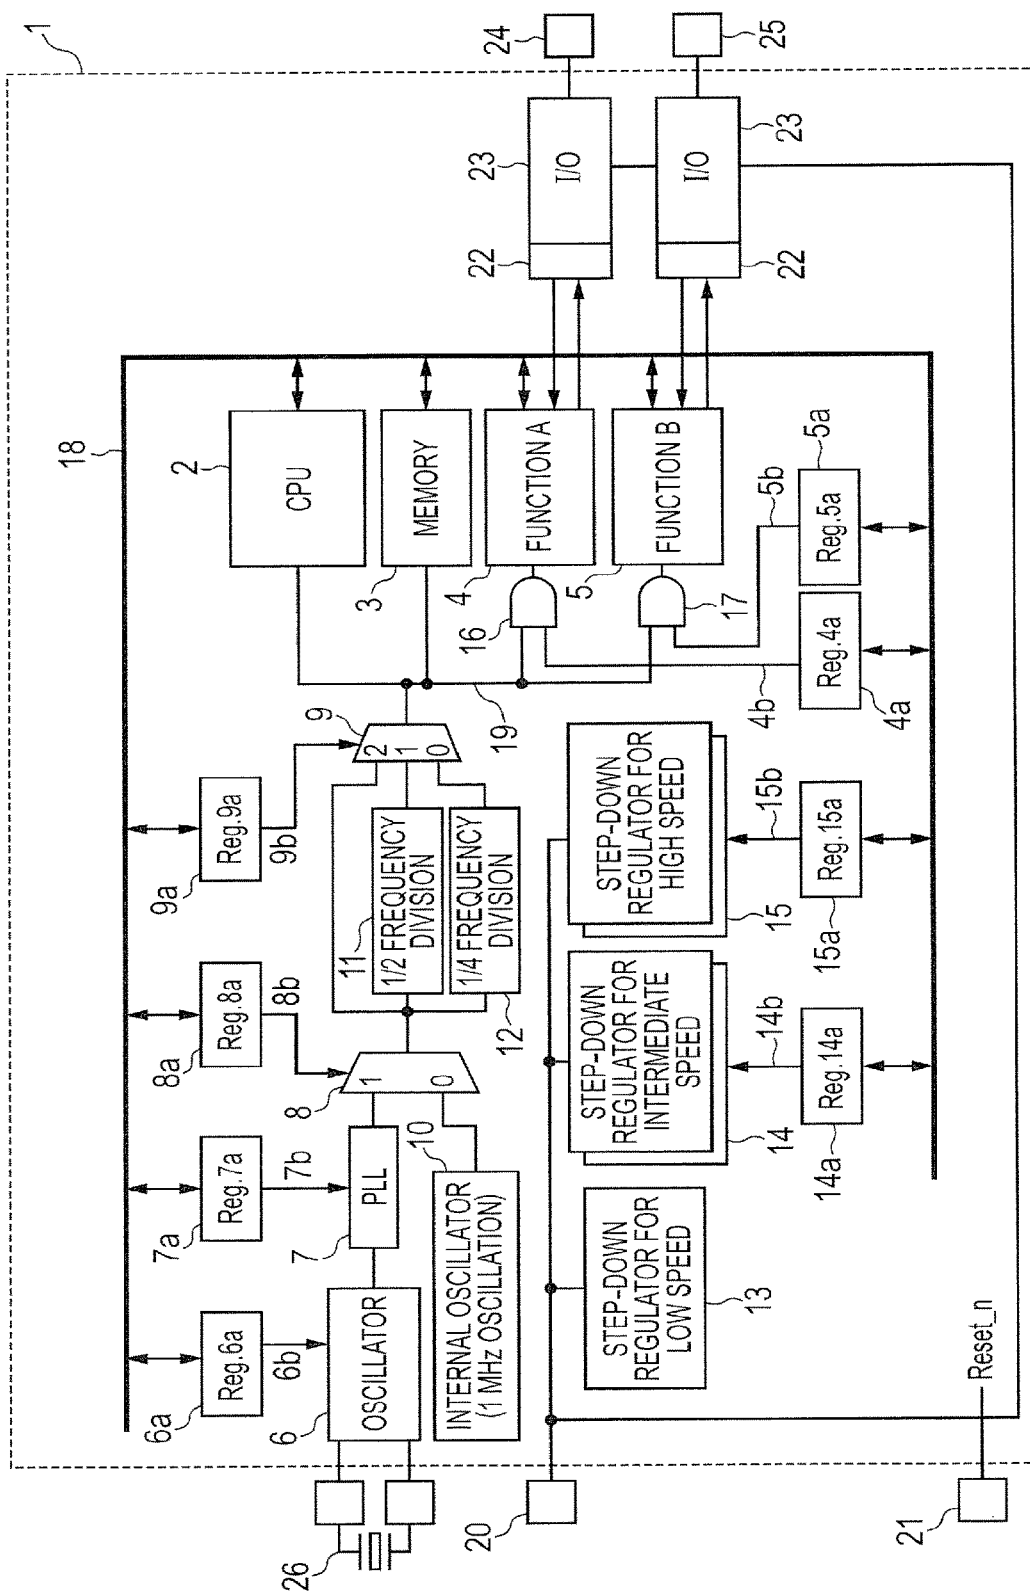 1
18
6a
Reg.6a
6b
7a
Reg.7a
7b
8a
Reg.8a
8b
9a
Reg.9a
9b
2
CPU
3
MEMORY
4
FUNCTION A
5
FUNCTION B
22
23
I/O
24
22
23
I/O
25
26
6
OSCILLATOR
7
PLL
8
1
0
10
INTERNAL OSCILLATOR
(1 MHz OSCILLATION)
11
1/2 FREQUENCY
DIVISION
1/4 FREQUENCY
DIVISION
12
9
2
1
0
19
16
17
20
STEP-DOWN
REGULATOR FOR
LOW SPEED
13
STEP-DOWN
REGULATOR FOR
INTERMEDIATE
SPEED
14
STEP-DOWN
REGULATOR FOR
HIGH SPEED
15
14b
14a
Reg.14a
15b
15a
Reg.15a
4b
4a
Reg.4a
5b
5a
Reg.5a
21
Reset_n